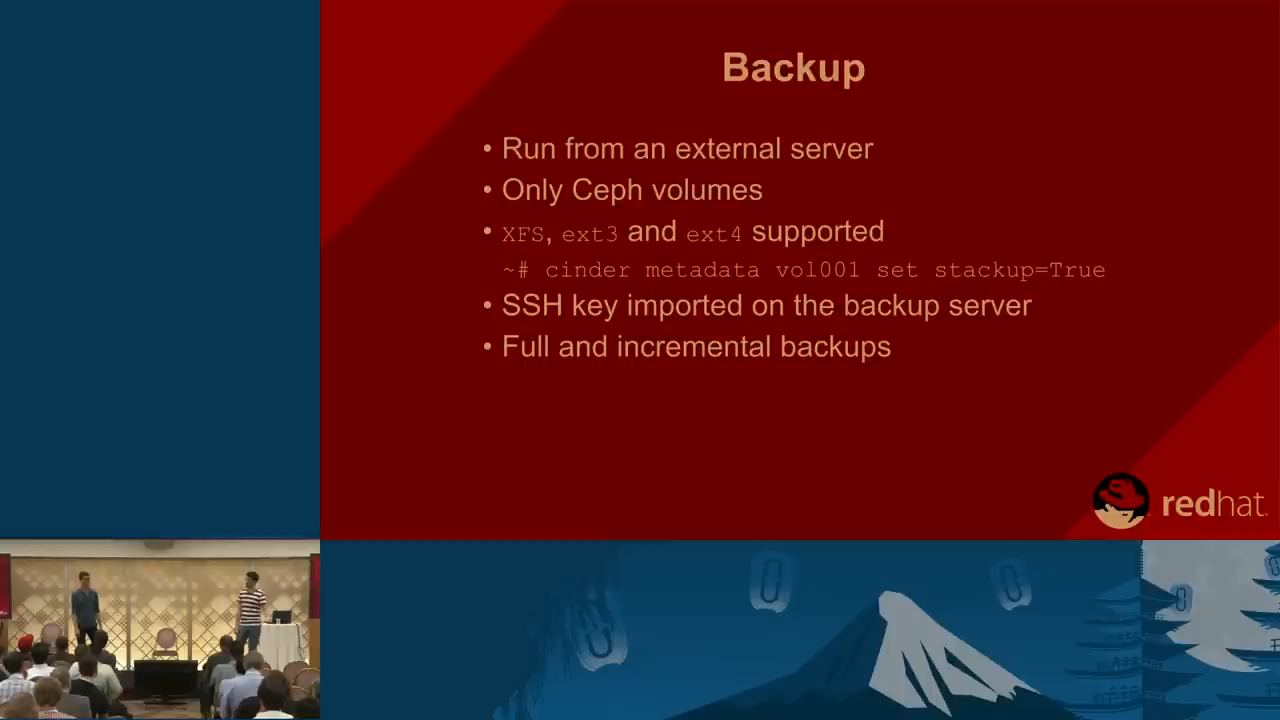 Backup
• Run from an external server
• Only Ceph volumes
• XFS, ext3 and ext4 supported
~# cinder metadata vol001 set stackup=True
• SSH key imported on the backup server
• Full and incremental backups
redhat.